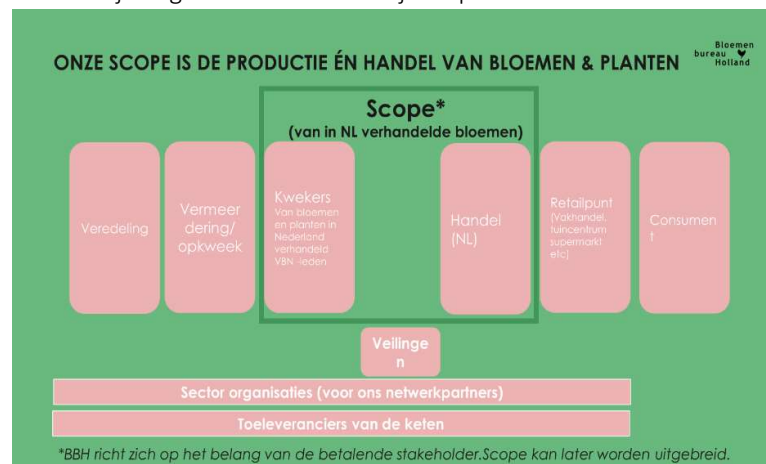 ONZE SCOPE IS DE PRODUCTIE ÉN HANDEL VAN BLOEMEN & PLANTEN
Bloemen
bureau
Holland
Scope*
(van in NL verhandelde bloemen)
Veredeling
Vermeer
dering/
opkweek
Kwekers
Van bloemen
en planten in
Nederland
verhandeld
VBN -leden
Handel
(NL)
Retailpunt
(Vakhandel,
tuincentrum
supermarkt
etc)
Consumen
t
Veilinge
n
Sector organisaties (voor ons netwerkpartners)
Toeleveranciers van de keten
*BBH richt zich op het belang van de betalende stakeholder.Scope kan later worden uitgebreid.